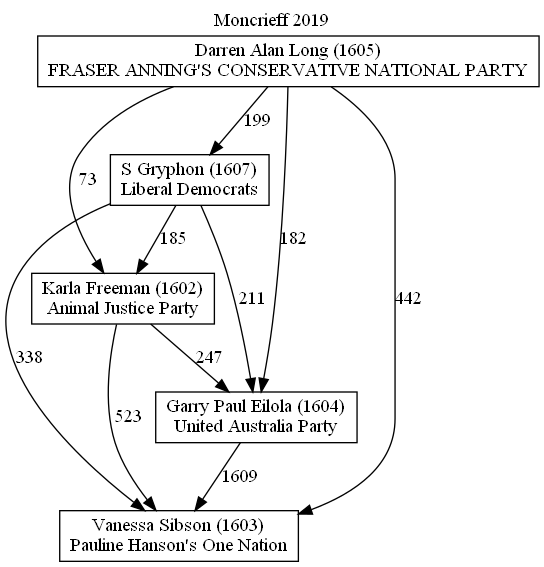 Moncrieff 2019
Darren Alan Long (1605)
FRASER ANNING'S CONSERVATIVE NATIONAL PARTY
199
S Gryphon (1607)
Liberal Democrats
73
185
182
Karla Freeman (1602)
Animal Justice Party
211
442
338
247
Garry Paul Eilola (1604)
United Australia Party
523
1609
Vanessa Sibson (1603)
Pauline Hanson's One Nation